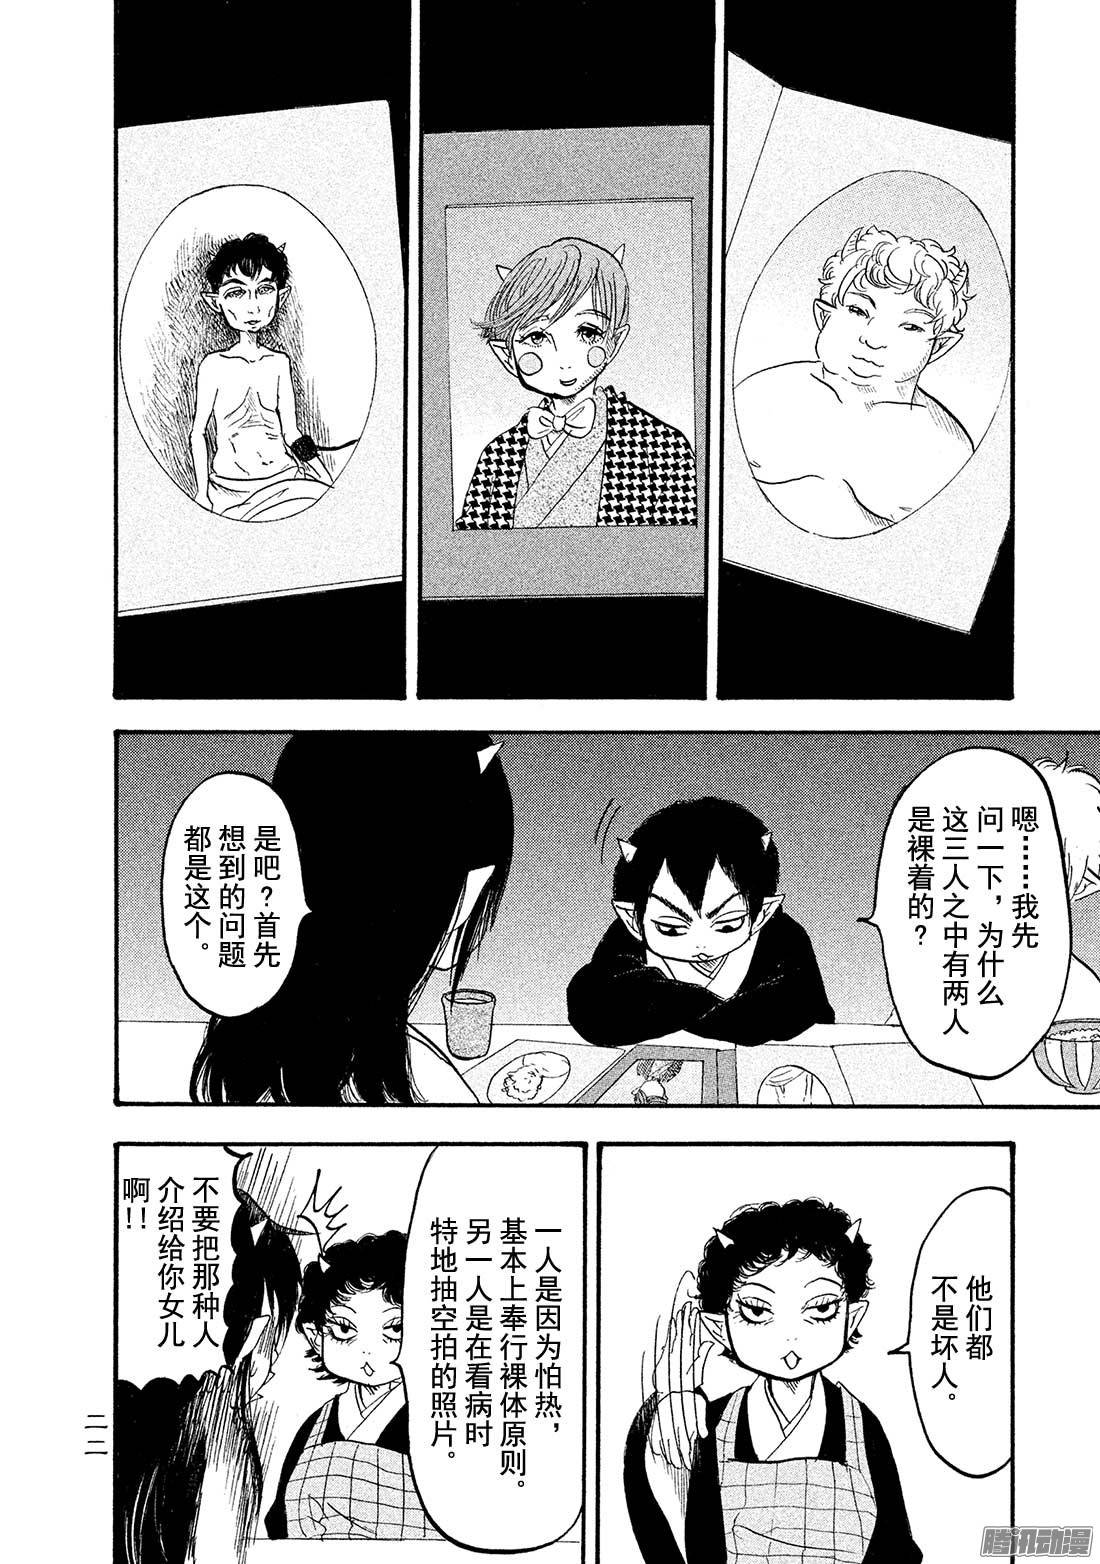 嗯……我先
问一下，为什么
这三人之中有两人
是裸着的？
是吧？首先
想到的问题
都是这个。
他们都
不是坏人。
一人是因为怕热，
基本上奉行裸体原则。
另一人是在看病时
特地抽空拍的照片。
不要把那种人
介绍给你女儿
啊!!
二二
腾讯动漫